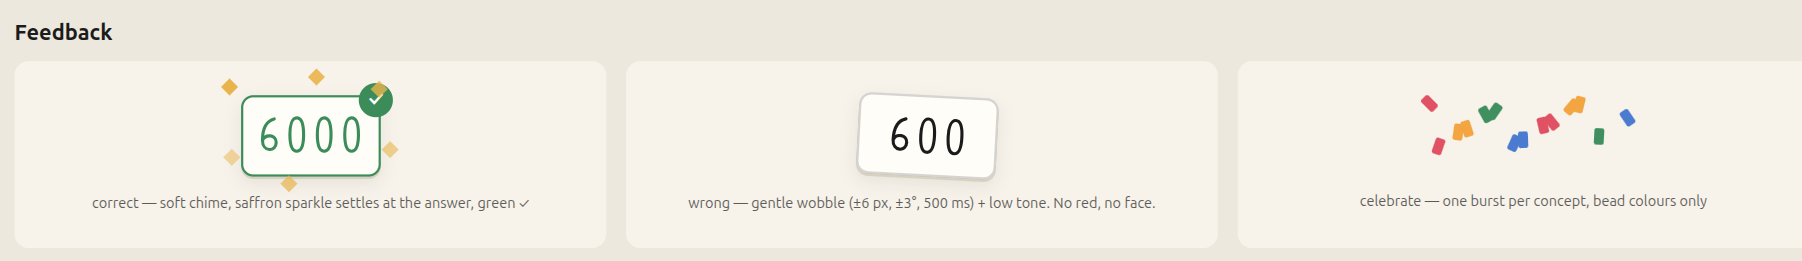 Feedback
6000
600
correct — soft chime, saffron sparkle settles at the answer, green ✓
wrong — gentle wobble (±6 px, ±3°, 500 ms) + low tone. No red, no face.
celebrate — one burst per concept, bead colours only